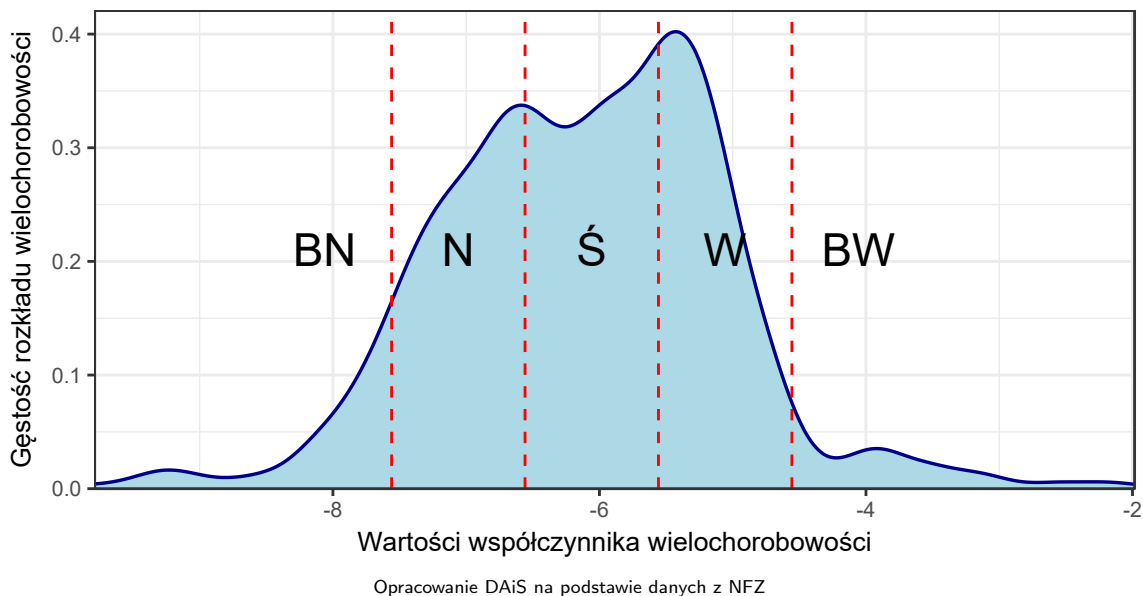 Gęstość rozkładu wielochorobowości
0.4
0.3
0.2
0.1
0.0
BN N Ś W BW
-8 -6 -4 -2
Wartości współczynnika wielochorobowości
Opracowanie DAiS na podstawie danych z NFZ